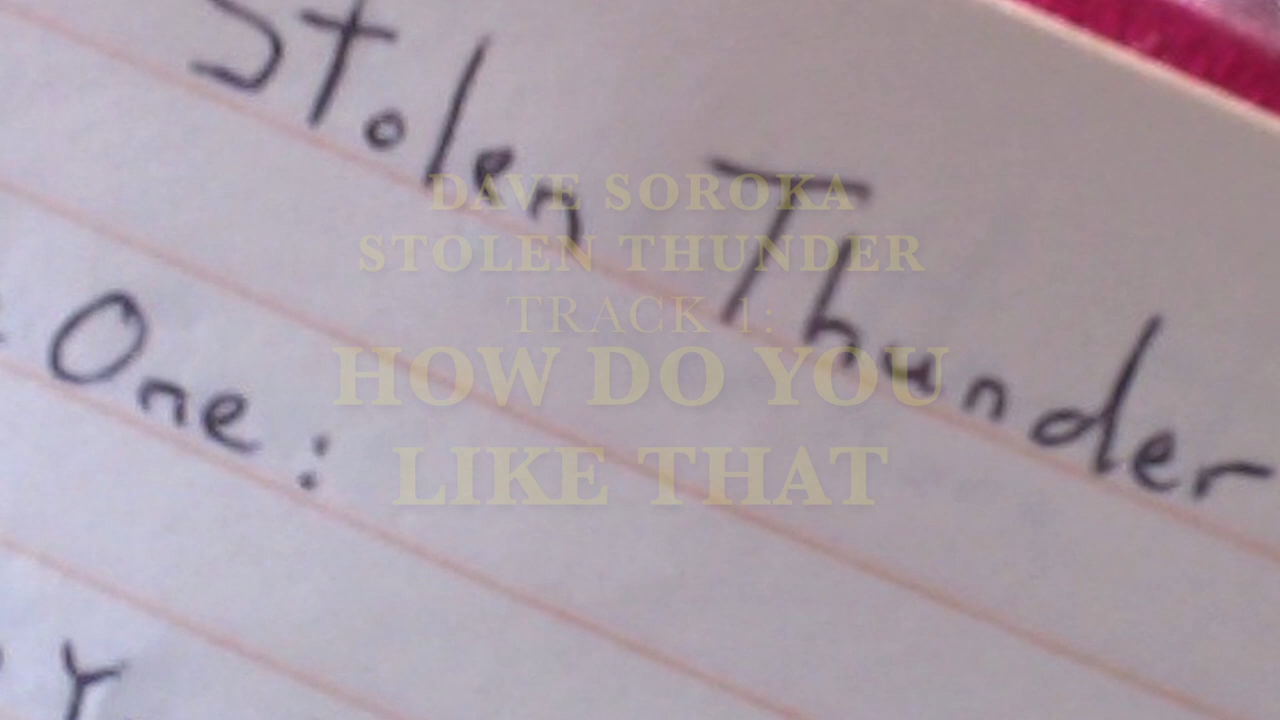 Stolen Thunder
DAVE SOROKA
STOLEN THUNDER
TRACK 1:
HOW DO YOU
LIKE THAT
One: